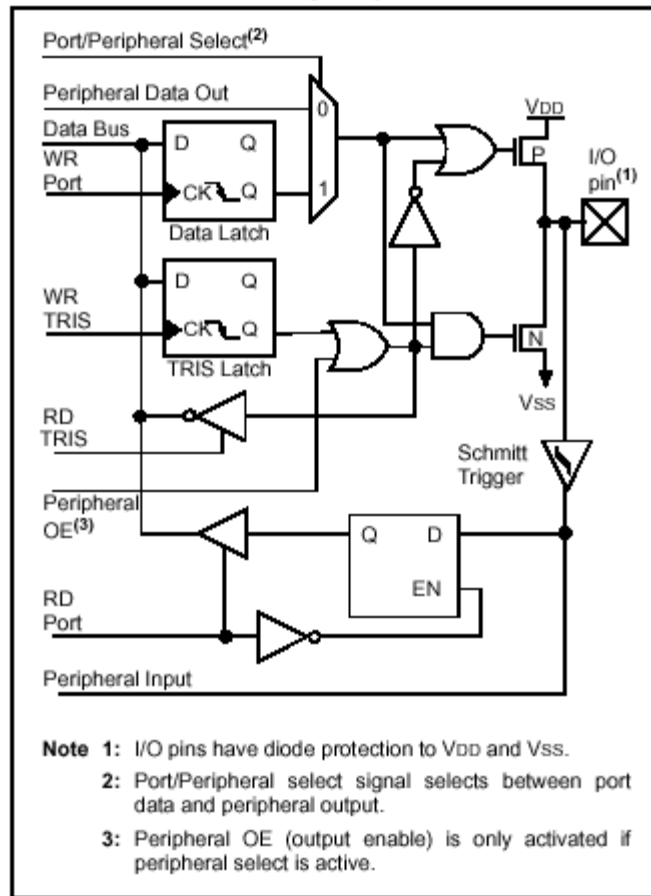 Port/Peripheral Select(2)
Peripheral Data Out
Data Bus
WR
Port
D Q
CK Q
Data Latch
0
1
VDD
P
I/O
pin(1)
WR
TRIS
D Q
CK Q
TRIS Latch
N
VSS
RD
TRIS
Schmitt
Trigger
Peripheral
OE(3)
Q D
EN
RD
Port
Peripheral Input
Note 1: I/O pins have diode protection to VDD and VSS.
2: Port/Peripheral select signal selects between port
data and peripheral output.
3: Peripheral OE (output enable) is only activated if
peripheral select is active.